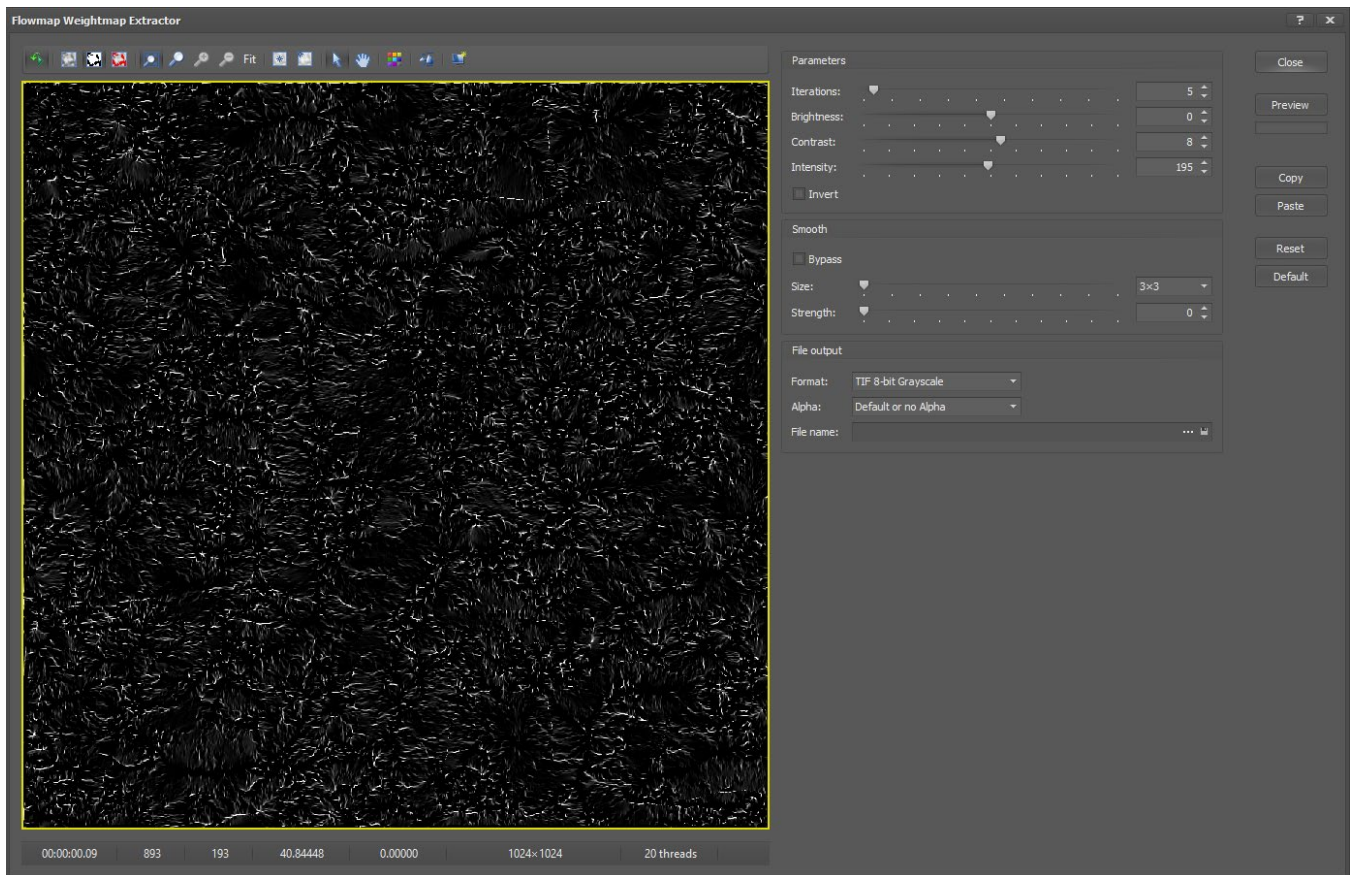 Flowmap Weightmap Extractor
?
Fit
Parameters
Iterations: 5
Brightness: 0
Contrast: 8
Intensity: 195
Invert
Smooth
Bypass
Size: 3×3
Strength: 0
File output
Format: TIF 8-bit Grayscale
Alpha: Default or no Alpha
File name: ...
Close
Preview
Copy
Paste
Reset
Default
00:00:00.09 893 193 40.84448 0.00000 1024×1024 20 threads